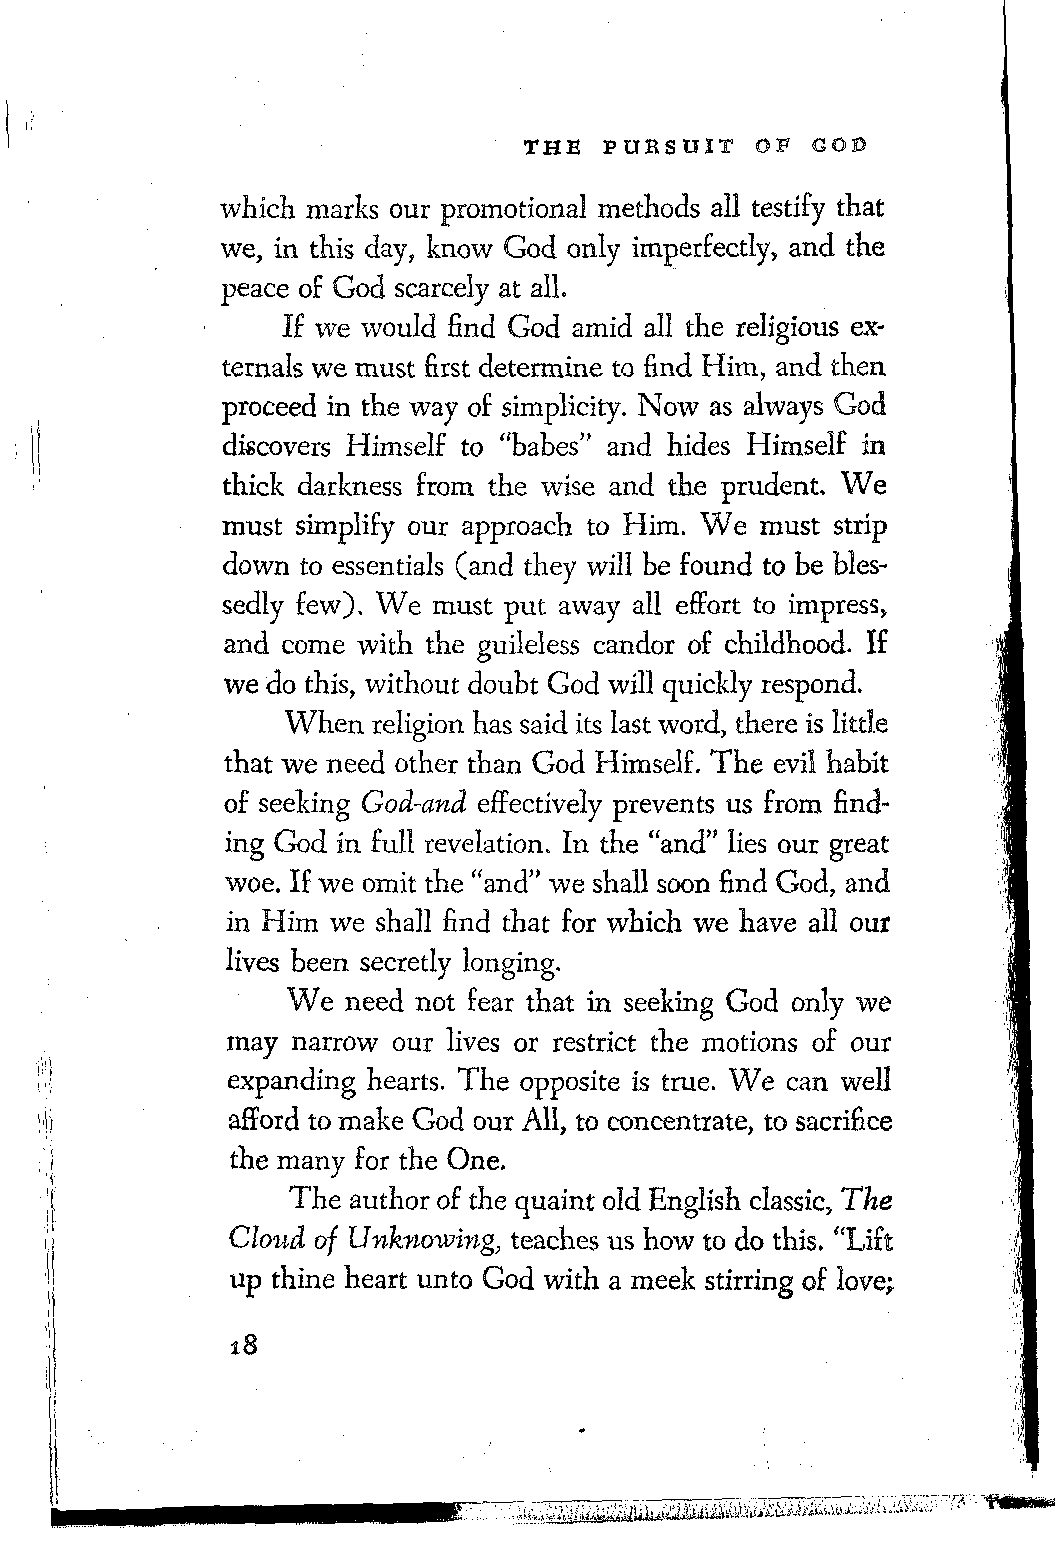 THE PURSUIT OF GOD
which marks our promotional methods all testify that
we, in this day, know God only imperfectly, and the
peace of God scarcely at all.
If we would find God amid all the religious ex-
ternals we must first determine to find Him, and then
proceed in the way of simplicity. Now as always God
discovers Himself to "babes" and hides Himself in
thick darkness from the wise and the prudent. We
must simplify our approach to Him. We must strip
down to essentials (and they will be found to be bles-
sedly few). We must put away all effort to impress,
and come with the guileless candor of childhood. If
we do this, without doubt God will quickly respond.
When religion has said its last word, there is little
that we need other than God Himself. The evil habit
of seeking God-and effectively prevents us from find-
ing God in full revelation. In the "and" lies our great
woe. If we omit the "and" we shall soon find God, and
in Him we shall find that for which we have all our
lives been secretly longing.
We need not fear that in seeking God only we
may narrow our lives or restrict the motions of our
expanding hearts. The opposite is true. We can well
afford to make God our All, to concentrate, to sacrifice
the many for the One.
The author of the quaint old English classic, The
Cloud of Unknowing, teaches us how to do this. "Lift
up thine heart unto God with a meek stirring of love;
18